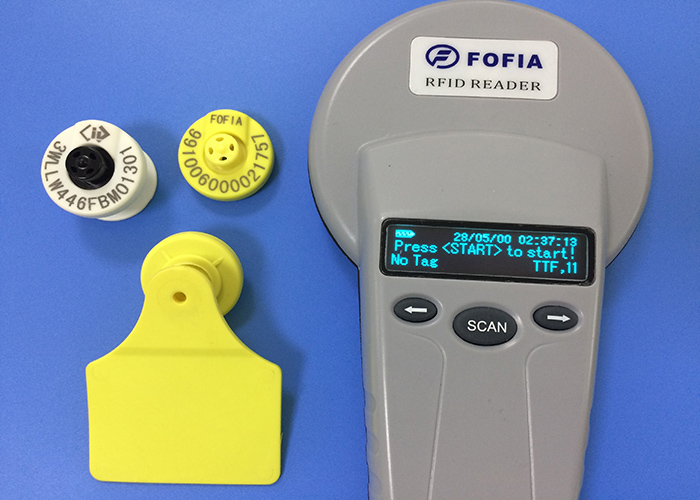 FOFIA
RFID READER
3WLLW446FBM01301
FOFIA
991006000021757
28/05/00 02:37:13
Press <START> to start!
No Tag TTF,11
SCAN